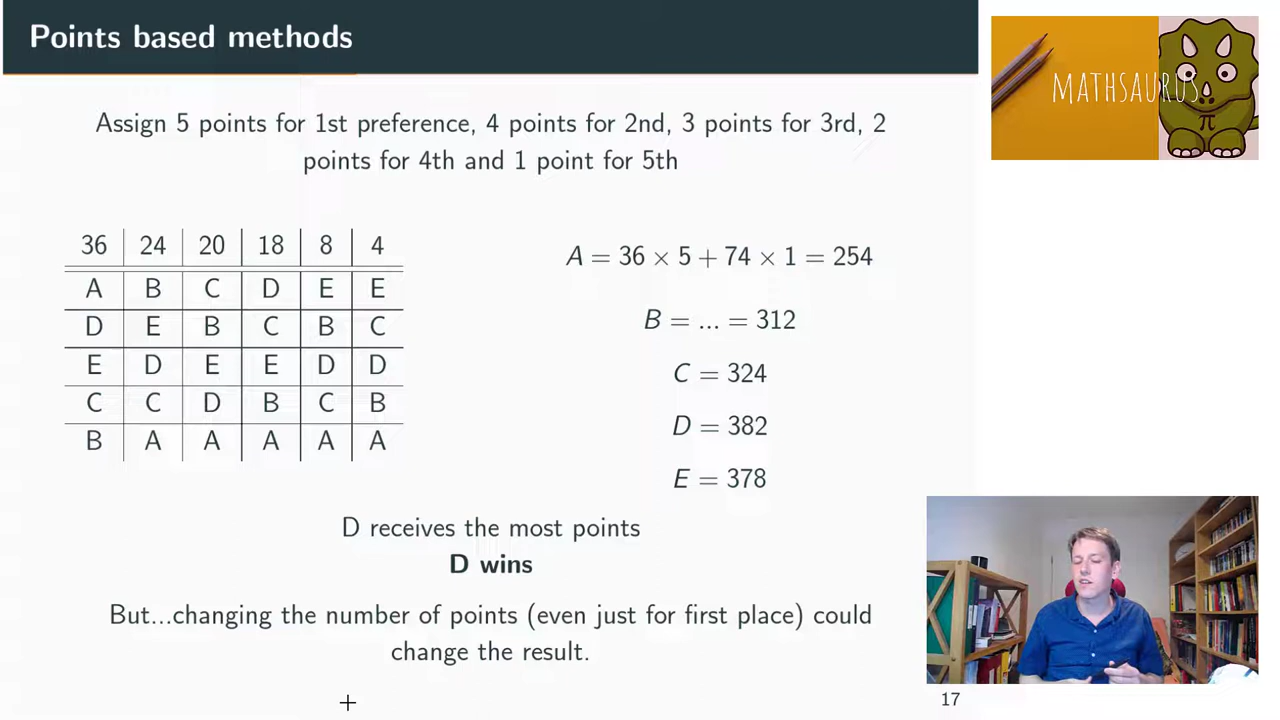 Points based methods
MATHSAURUS
π
Assign 5 points for 1st preference, 4 points for 2nd, 3 points for 3rd, 2
points for 4th and 1 point for 5th
36 24 20 18 8 4
A B C D E E
D E B C B C
E D E E D D
C C D B C B
B A A A A A
A = 36 × 5 + 74 × 1 = 254
B = ... = 312
C = 324
D = 382
E = 378
D receives the most points
D wins
But...changing the number of points (even just for first place) could
change the result.
17